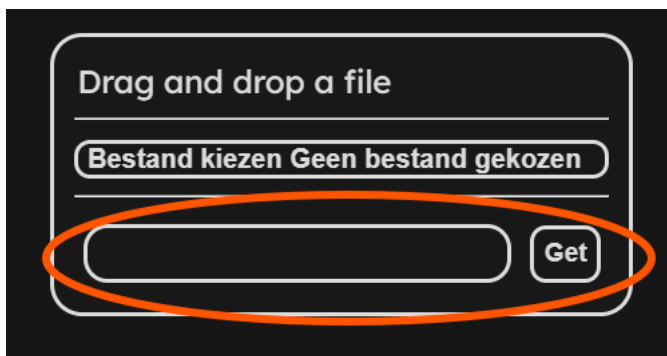 Drag and drop a file
Bestand kiezen Geen bestand gekozen
Get